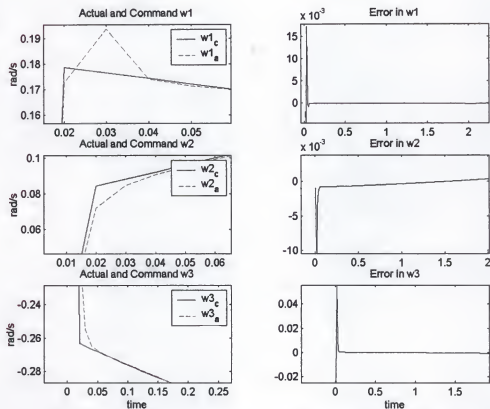 Actual and Command w1
rad/s
0.19
0.18
0.17
0.16
0.02 0.03 0.04 0.05
w1c
w1a
Error in w1
x 10-3
15
10
5
0
0 0.5 1 1.5 2
Actual and Command w2
rad/s
0.1
0.08
0.06
0.01 0.02 0.03 0.04 0.05 0.06
w2c
w2a
Error in w2
x 10-3
0
-5
-10
0 0.5 1 1.5 2
Actual and Command w3
rad/s
-0.24
-0.26
-0.28
0 0.05 0.1 0.15 0.2 0.25
time
w3c
w3a
Error in w3
0.04
0.02
0
-0.02
0 0.5 1 1.5
time